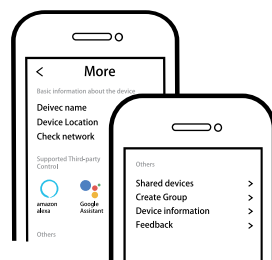 < More
Basic information about the device
Deivec name
Device Location
Check network
Supported Third-party
Control
amazon
alexa
Google
Assistant
Others
Others
Shared devices >
Create Group >
Device information >
Feedback >